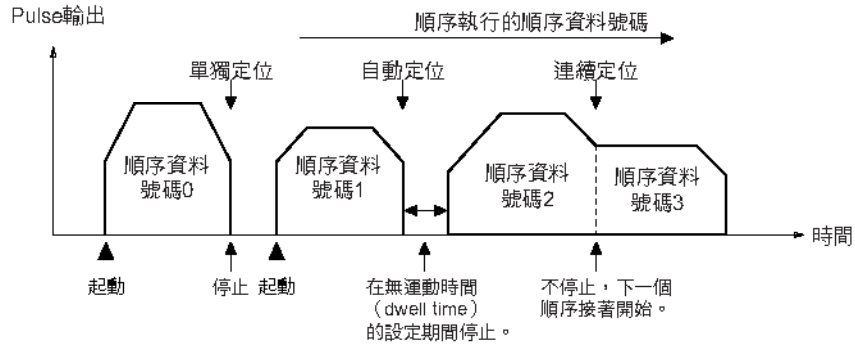 Pulse輸出
順序執行的順序資料號碼
單獨定位
自動定位
連續定位
順序資料
號碼0
順序資料
號碼1
順序資料
號碼2
順序資料
號碼3
時間
起動
停止
起動
在無運動時間
（dwell time）
的設定期間停止。
不停止，下一個
順序接著開始。